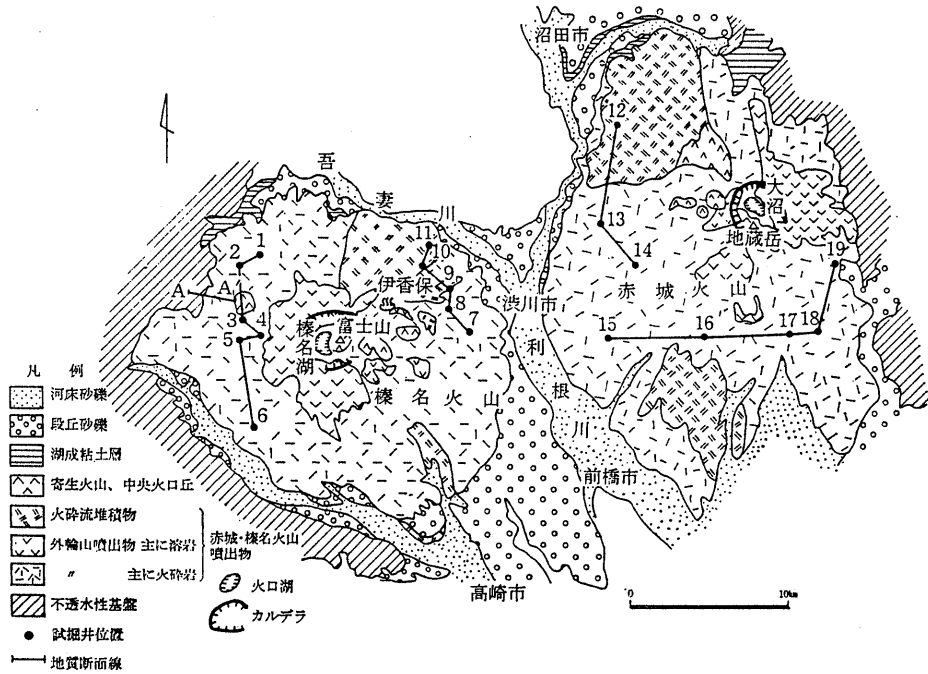 沼田市
12
大沼
地蔵岳
13
14
19
赤城火山
15
16
17
18
吾妻川
11
10
9
8
7
伊香保
渋川市
1
2
A
A
3
4
5
6
榛名湖
富士山
榛名火山
利根川
前橋市
高崎市
0
10km
凡例
河床砂礫
段丘砂礫
湖成粘土層
寄生火山、中央火口丘
火砕流堆積物
外輪山噴出物 主に溶岩
〃 主に火砕岩
赤城・榛名火山
噴出物
不透水性基盤
試掘井位置
地質断面線
火口湖
カルデラ